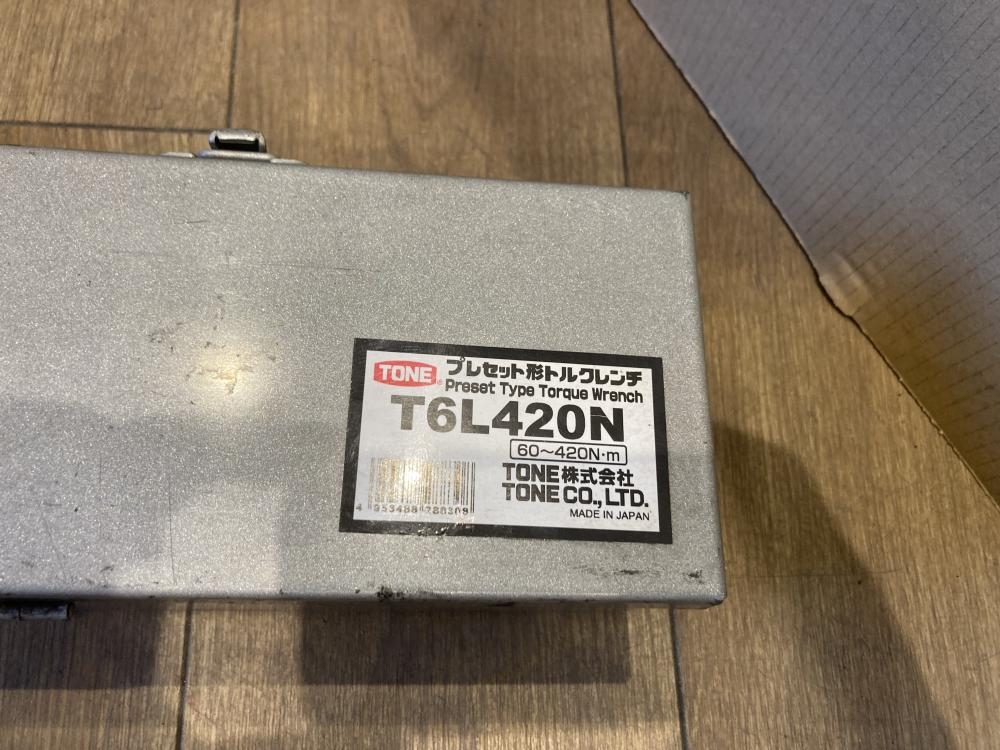 TONE
プレセット形トルクレンチ
Preset Type Torque Wrench
T6L420N
60～420N·m
TONE株式会社
TONE CO., LTD.
MADE IN JAPAN